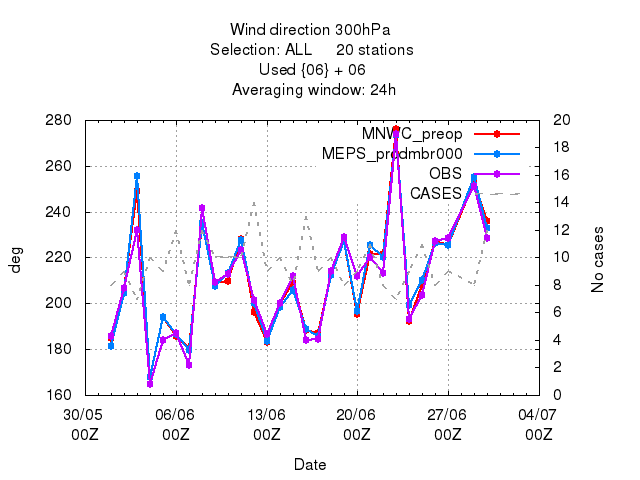 Wind direction 300hPa
Selection: ALL 20 stations
Used {06} + 06
Averaging window: 24h
280
260
240
220
200
180
160
deg
20
18
16
14
12
10
8
6
4
2
0
No cases
MNWC_preop
MEPS_prodmbr000
OBS
CASES
30/05 06/06 13/06 20/06 27/06 04/07
00Z 00Z 00Z 00Z 00Z 00Z
Date